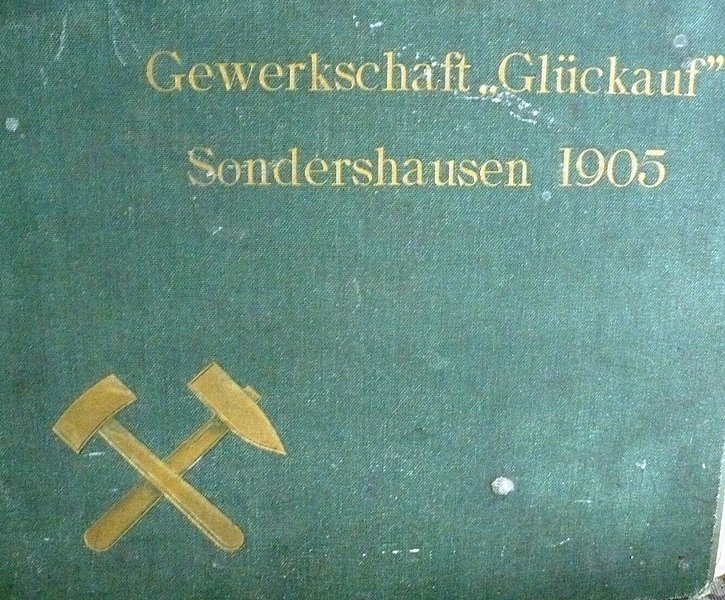 Gewerkschaft „Glückauf”
Sondershausen 1905